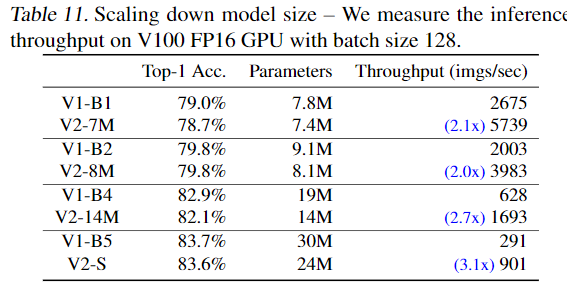 Table 11. Scaling down model size – We measure the inference
throughput on V100 FP16 GPU with batch size 128.
Top-1 Acc. Parameters Throughput (imgs/sec)
V1-B1 79.0% 7.8M 2675
V2-7M 78.7% 7.4M (2.1x) 5739
V1-B2 79.8% 9.1M 2003
V2-8M 79.8% 8.1M (2.0x) 3983
V1-B4 82.9% 19M 628
V2-14M 82.1% 14M (2.7x) 1693
V1-B5 83.7% 30M 291
V2-S 83.6% 24M (3.1x) 901